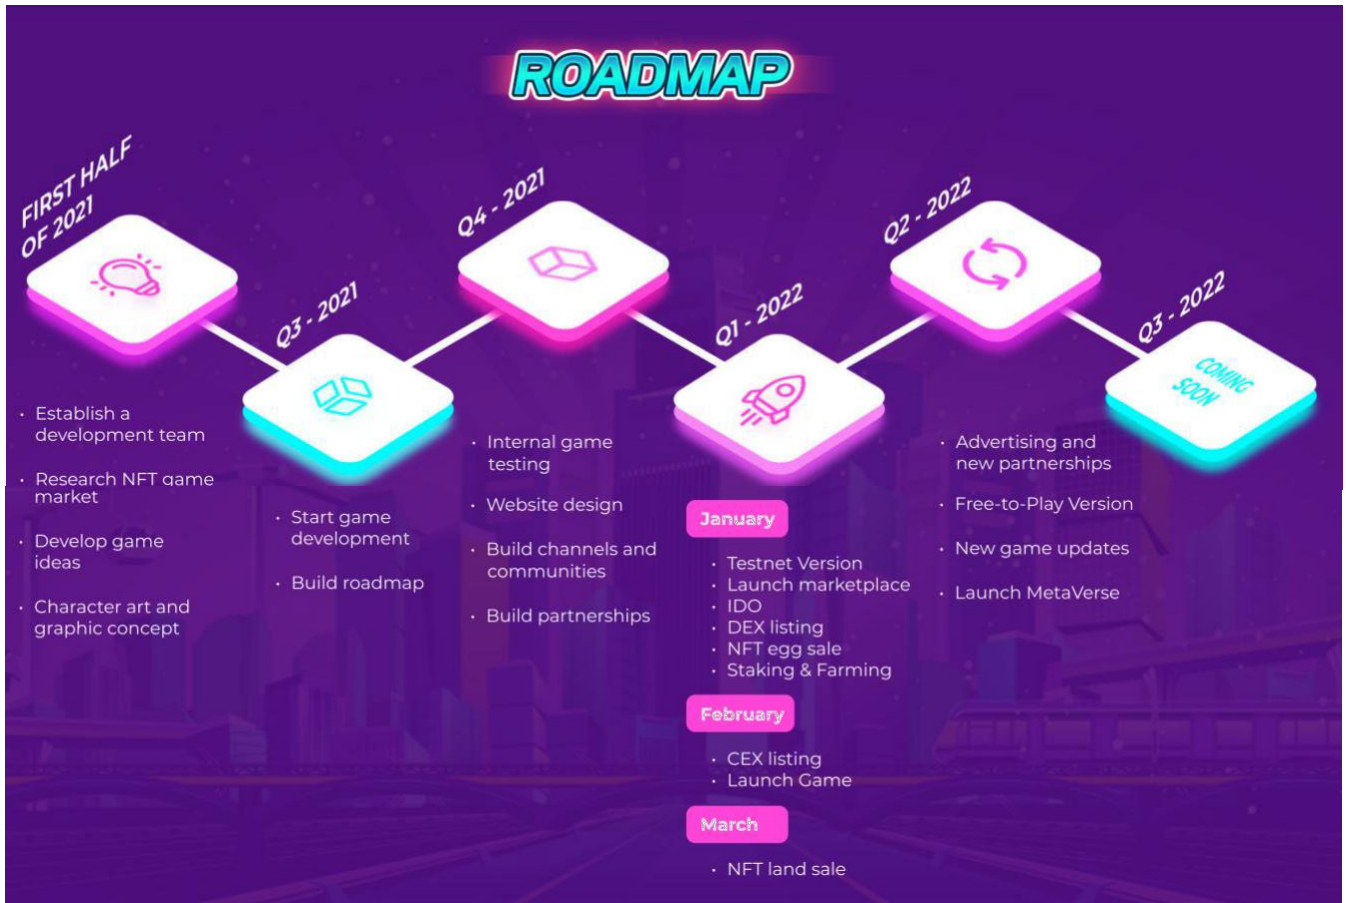 ROADMAP
FIRST HALF
OF 2021
• Establish a
development team
• Research NFT game
market
• Develop game
ideas
• Character art and
graphic concept
Q3 - 2021
• Start game
development
• Build roadmap
Q4 - 2021
• Internal game
testing
• Website design
• Build channels and
communities
• Build partnerships
Q1 - 2022
January
• Testnet Version
• Launch marketplace
• IDO
• DEX listing
• NFT egg sale
• Staking & Farming
February
• CEX listing
• Launch Game
March
• NFT land sale
Q2 - 2022
• Advertising and
new partnerships
• Free-to-Play Version
• New game updates
• Launch MetaVerse
Q3 - 2022
COMING
SOON